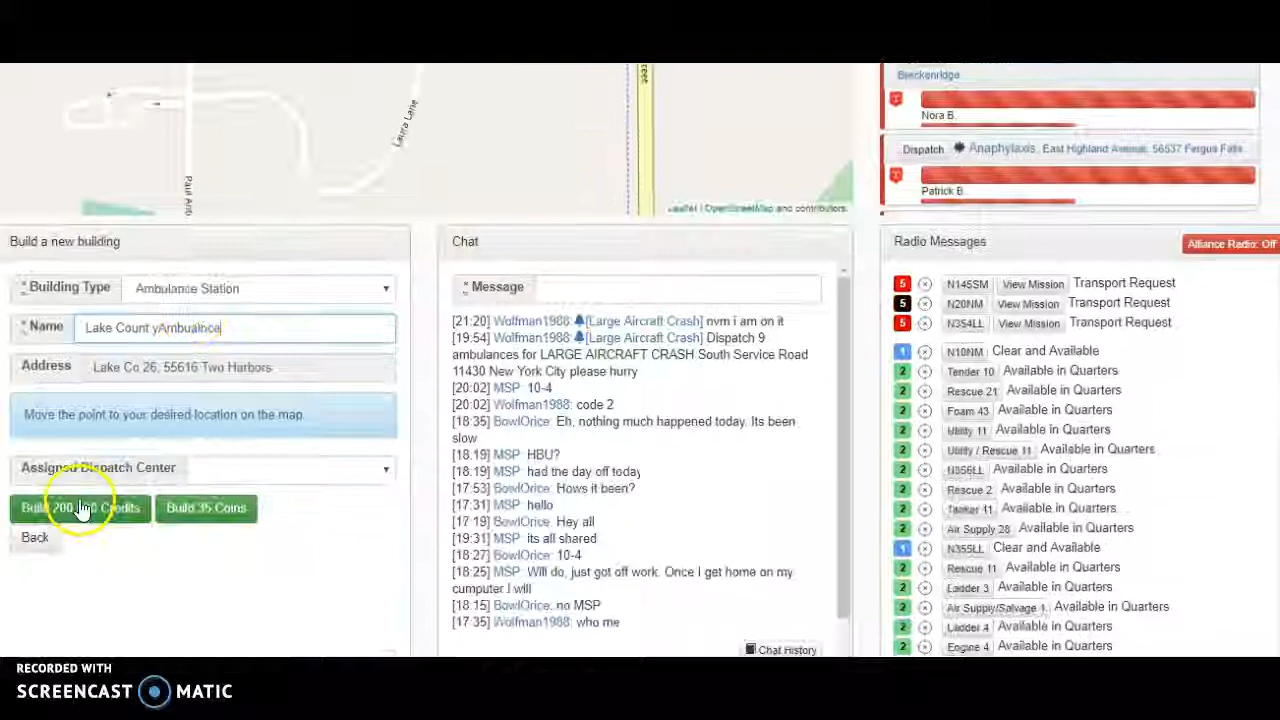 reet
Laura Lane
Paul Ant
Leaflet | OpenStreetMap and contributors.
Breckenridge
Nora B.
Dispatch Anaphylaxis, East Highland Avenue, 56537 Fergus Falls
Patrick B.
Build a new building
* Building Type Ambulance Station
* Name Lake Count yAmbualnce
Address Lake Co 26, 55616 Two Harbors
Move the point to your desired location on the map.
Assigned Dispatch Center
Build Credits Build 35 Coins
Back
Chat
* Message
[21:20] Wolfman1988: [Large Aircraft Crash] nvm i am on it
[19:54] Wolfman1988: [Large Aircraft Crash] Dispatch 9
ambulances for LARGE AIRCRAFT CRASH South Service Road
11430 New York City please hurry
[20:02] MSP: 10-4
[20:02] Wolfman1988: code 2
[18:35] BowlOrice: Eh, nothing much happened today. Its been
slow
[18:19] MSP: HBU?
[18:19] MSP: had the day off today
[17:53] BowlOrice: Hows it been?
[17:31] MSP: hello
[17:19] BowlOrice: Hey all
[19:31] MSP: its all shared
[18:27] BowlOrice: 10-4
[18:25] MSP: Will do, just got off work. Once I get home on my
cumputer I will
[18:15] BowlOrice: no MSP
[17:35] Wolfman1988: who me
Chat History
Radio Messages Alliance Radio: Off
5 N145SM View Mission Transport Request
5 N20NM View Mission Transport Request
5 N354LL View Mission Transport Request
1 N10NM Clear and Available
2 Tender 10 Available in Quarters
2 Rescue 21 Available in Quarters
2 Foam 43 Available in Quarters
2 Utility 11 Available in Quarters
2 Utility / Rescue 11 Available in Quarters
2 N356LL Available in Quarters
2 Rescue 2 Available in Quarters
2 Tanker 11 Available in Quarters
2 Air Supply 28 Available in Quarters
1 N355LL Clear and Available
2 Rescue 11 Available in Quarters
2 Ladder 3 Available in Quarters
2 Air Supply/Salvage 1 Available in Quarters
2 Ladder 4 Available in Quarters
2 Engine 4 Available in Quarters
RECORDED WITH
SCREENCAST MATIC